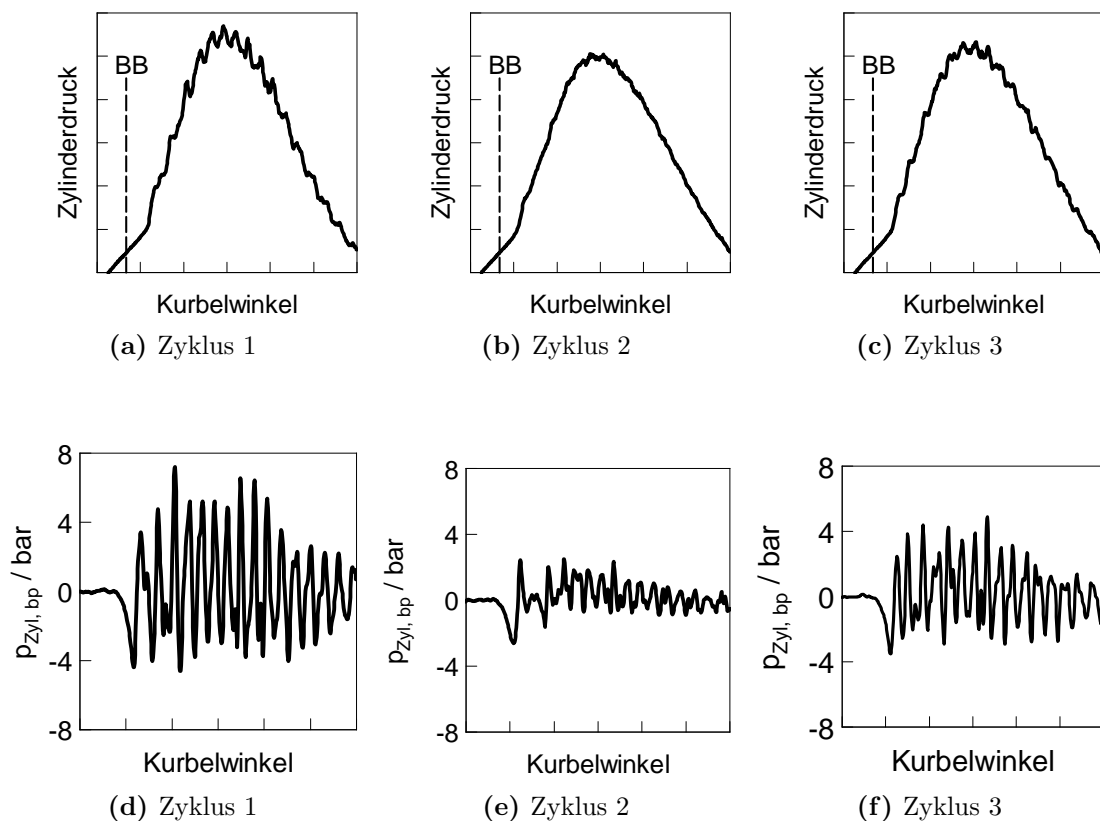 Zylinderdruck
BB
Kurbelwinkel
(a) Zyklus 1
Zylinderdruck
BB
Kurbelwinkel
(b) Zyklus 2
Zylinderdruck
BB
Kurbelwinkel
(c) Zyklus 3
8
4
0
-4
-8
pZyl, bp / bar
Kurbelwinkel
(d) Zyklus 1
8
4
0
-4
-8
pZyl, bp / bar
Kurbelwinkel
(e) Zyklus 2
8
4
0
-4
-8
pZyl, bp / bar
Kurbelwinkel
(f) Zyklus 3